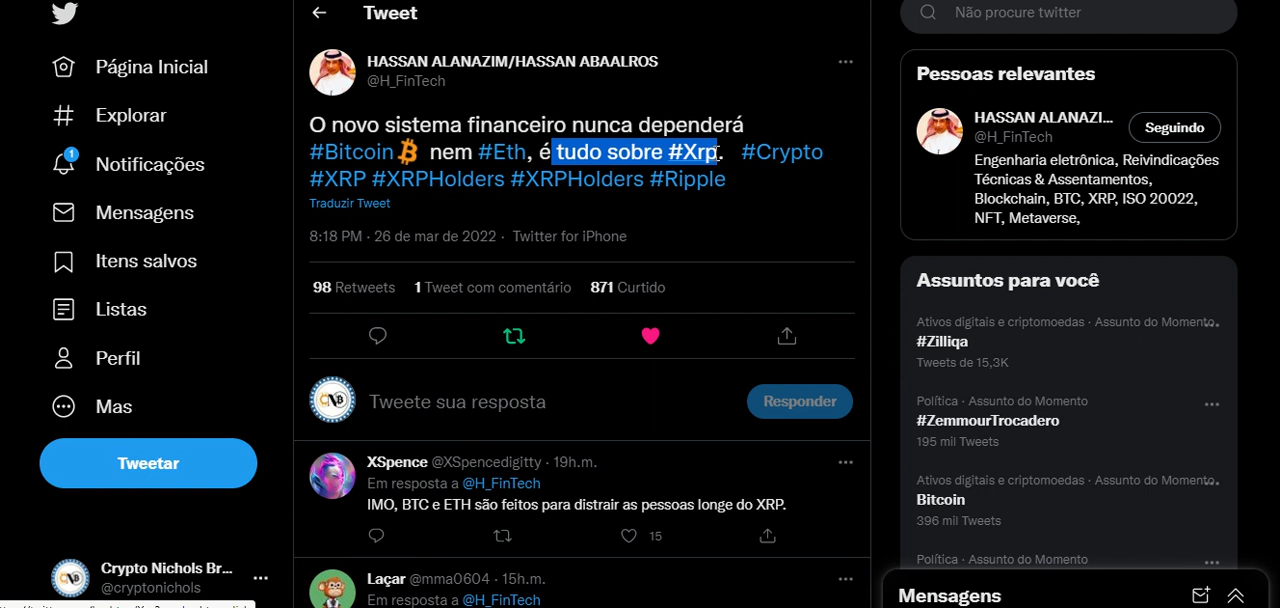 Tweet
Não procure twitter
Página Inicial
Explorar
1
Notificações
Mensagens
Itens salvos
Listas
Perfil
Mas
Tweetar
Crypto Nichols Br...
@cryptonichols
HASSAN ALANAZIM/HASSAN ABAALROS
@H_FinTech
O novo sistema financeiro nunca dependerá
#Bitcoin nem #Eth, é tudo sobre #Xrp. #Crypto
#XRP #XRPHolders #XRPHolders #Ripple
Traduzir Tweet
8:18 PM · 26 de mar de 2022 · Twitter for iPhone
98 Retweets 1 Tweet com comentário 871 Curtido
Tweete sua resposta
Responder
XSpence @XSpencedigitty · 19h.m.
Em resposta a @H_FinTech
IMO, BTC e ETH são feitos para distrair as pessoas longe do XRP.
15
Laçar @mma0604 · 15h.m.
Em resposta a @H_FinTech
Pessoas relevantes
HASSAN ALANAZI...
@H_FinTech
Seguindo
Engenharia eletrônica, Reivindicações
Técnicas & Assentamentos,
Blockchain, BTC, XRP, ISO 20022,
NFT, Metaverse,
Assuntos para você
Ativos digitais e criptomoedas · Assunto do Momento
#Zilliqa
Tweets de 15,3K
Política · Assunto do Momento
#ZemmourTrocadero
195 mil Tweets
Ativos digitais e criptomoedas · Assunto do Momento
Bitcoin
396 mil Tweets
Política · Assunto do Momento
Mensagens